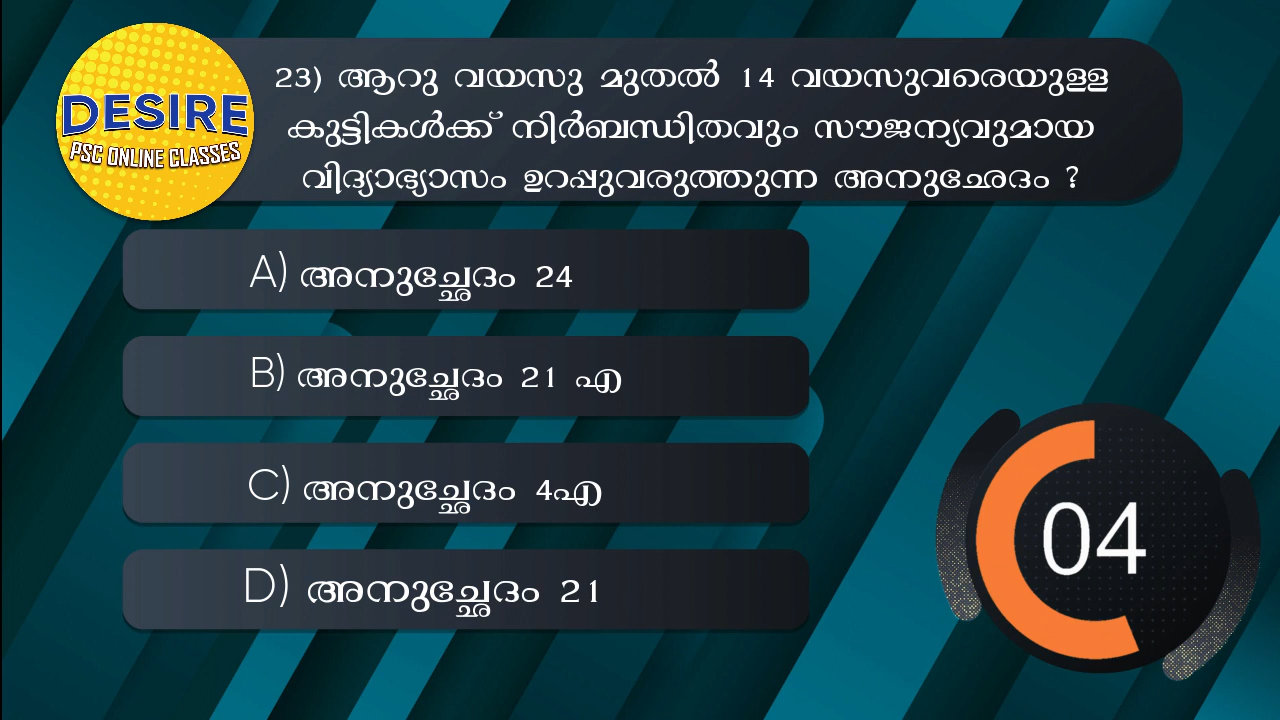 DESIRE
PSC ONLINE CLASSES
23) ആറു വയസു മുതൽ 14 വയസുവരെയുള്ള
കുട്ടികൾക്ക് നിർബന്ധിതവും സൗജന്യവുമായ
വിദ്യാഭ്യാസം ഉറപ്പുവരുത്തുന്ന അനുഛേദം ?
A) അനുച്ഛേദം 24
B) അനുച്ഛേദം 21 എ
C) അനുച്ഛേദം 4എ
D) അനുച്ഛേദം 21
04